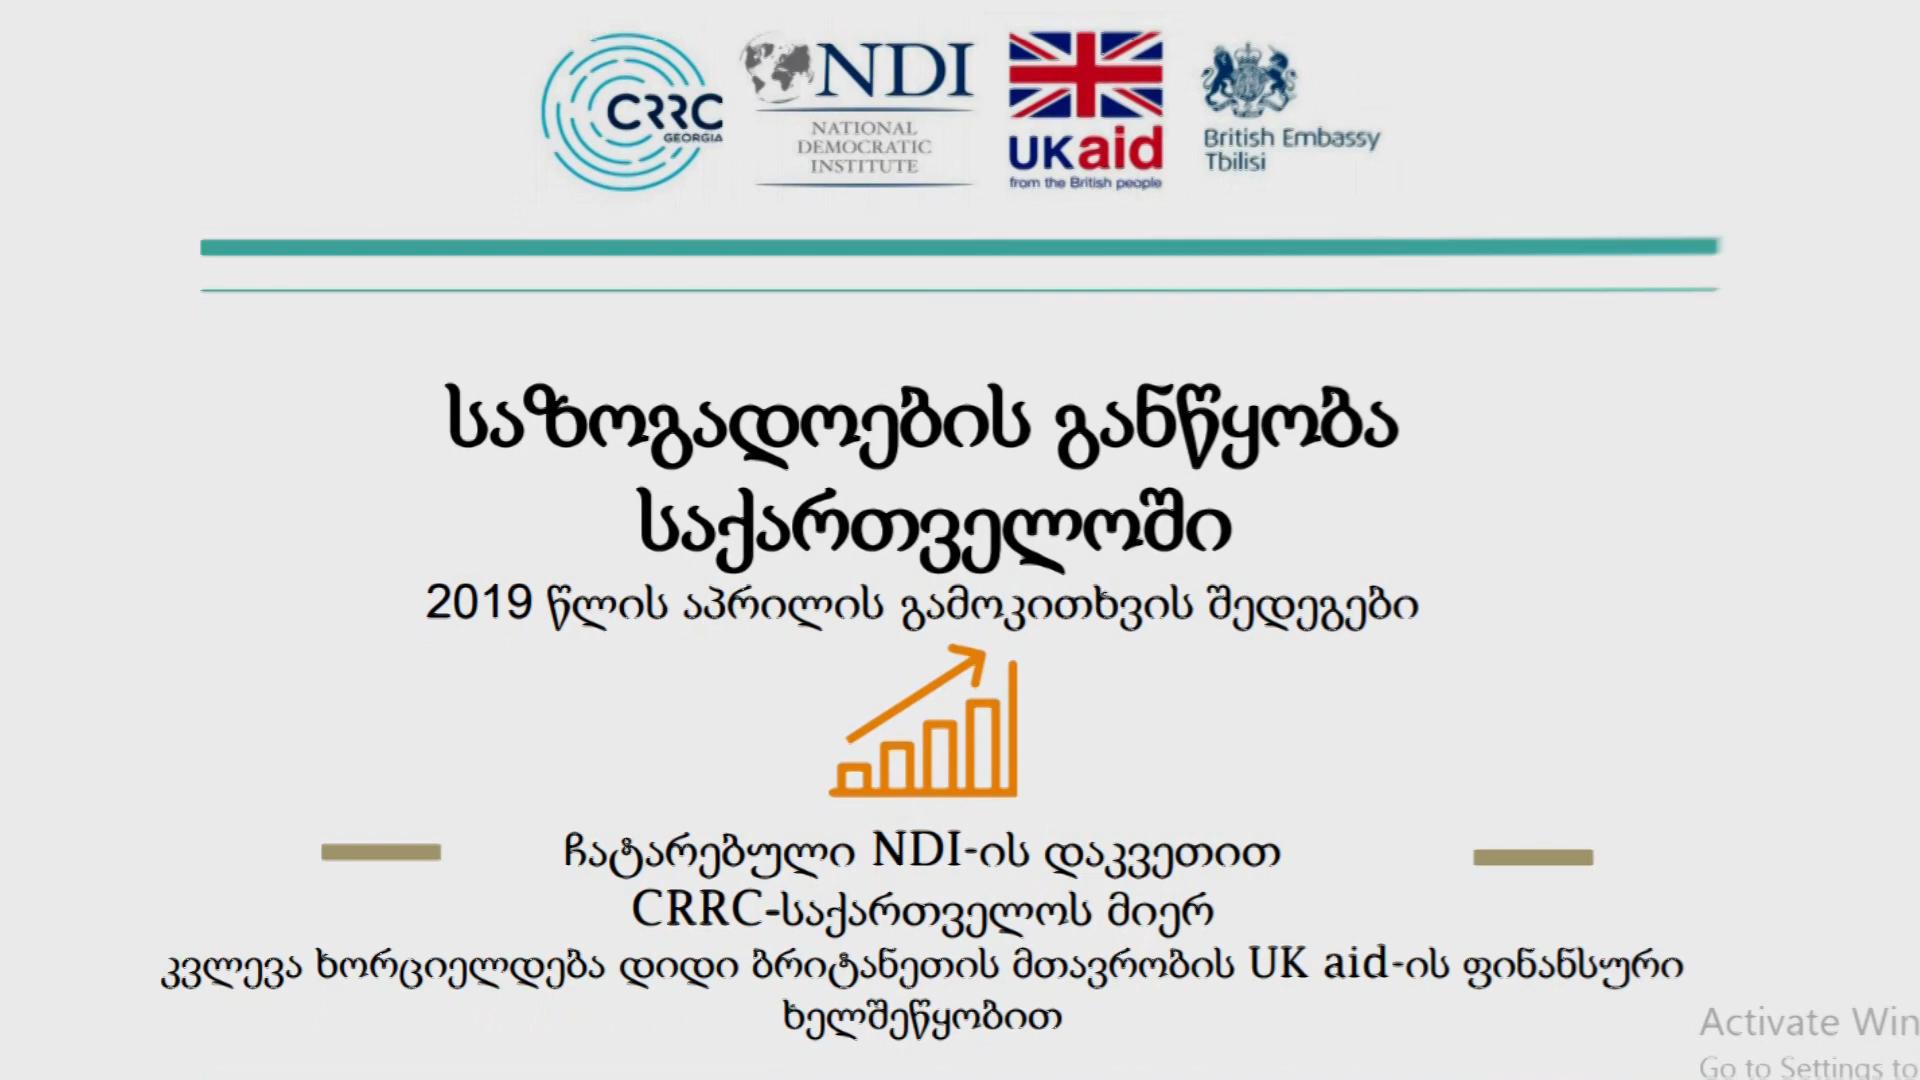 CRRC
GEORGIA
NDI
NATIONAL
DEMOCRATIC
INSTITUTE
UKaid
from the British people
British Embassy
Tbilisi
საზოგადოების განწყობა
საქართველოში
2019 წლის აპრილის გამოკითხვის შედეგები
ჩატარებული NDI-ის დაკვეთით
CRRC-საქართველოს მიერ
კვლევა ხორციელდება დიდი ბრიტანეთის მთავრობის UK aid-ის ფინანსური
ხელშეწყობით
Activate Win
Go to Settings to